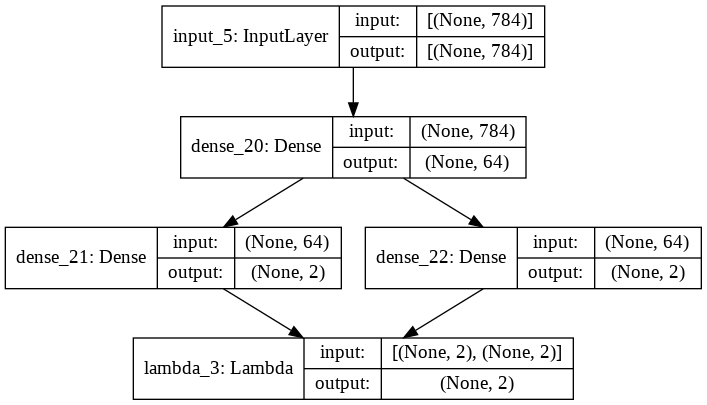 input_5: InputLayer
input: [(None, 784)]
output: [(None, 784)]
dense_20: Dense
input: (None, 784)
output: (None, 64)
dense_21: Dense
input: (None, 64)
output: (None, 2)
dense_22: Dense
input: (None, 64)
output: (None, 2)
lambda_3: Lambda
input: [(None, 2), (None, 2)]
output: (None, 2)